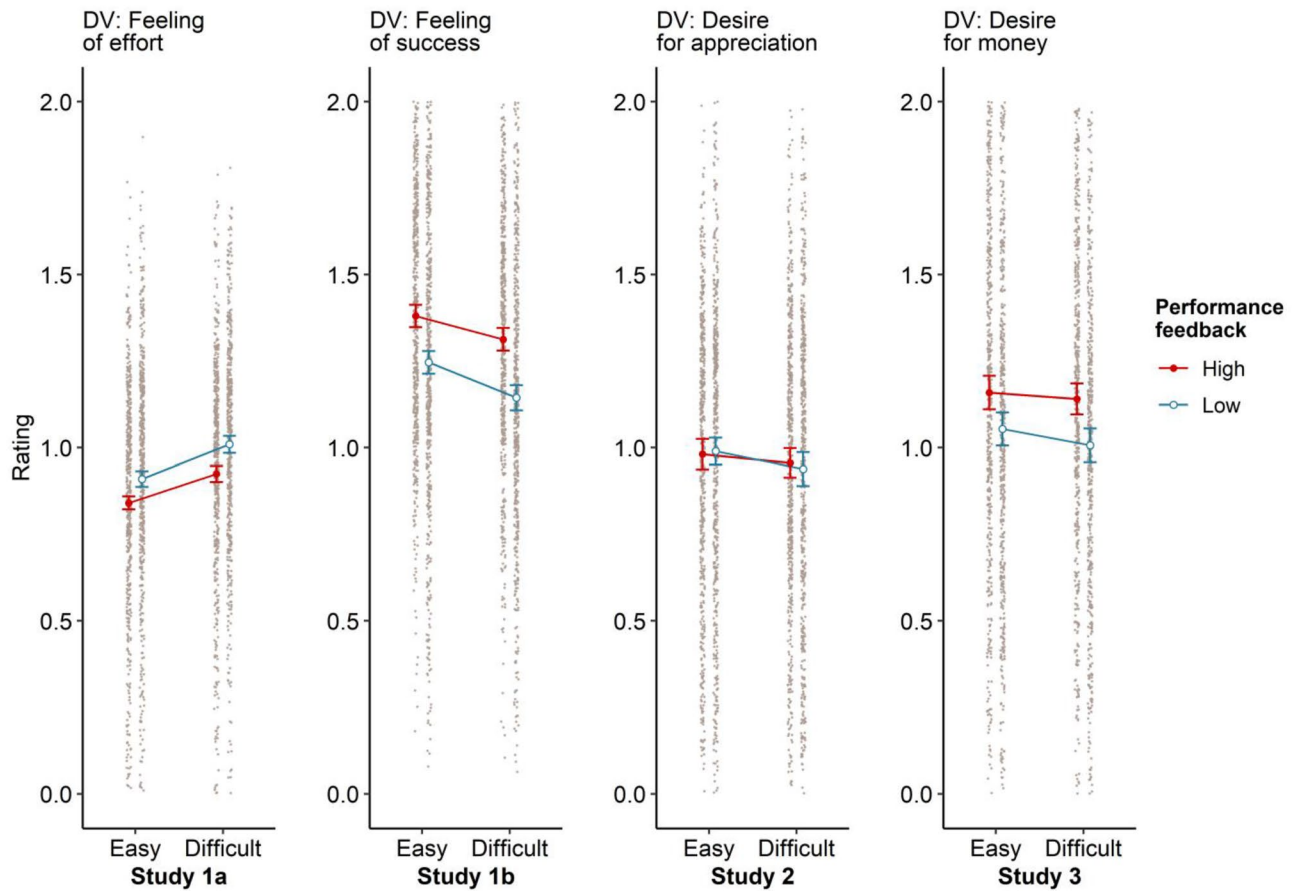 DV: Feeling
of effort
DV: Feeling
of success
DV: Desire
for appreciation
DV: Desire
for money
Rating
2.0
1.5
1.0
0.5
0.0
2.0
1.5
1.0
0.5
0.0
2.0
1.5
1.0
0.5
0.0
2.0
1.5
1.0
0.5
0.0
Performance
feedback
High
Low
Easy Difficult
Study 1a
Easy Difficult
Study 1b
Easy Difficult
Study 2
Easy Difficult
Study 3